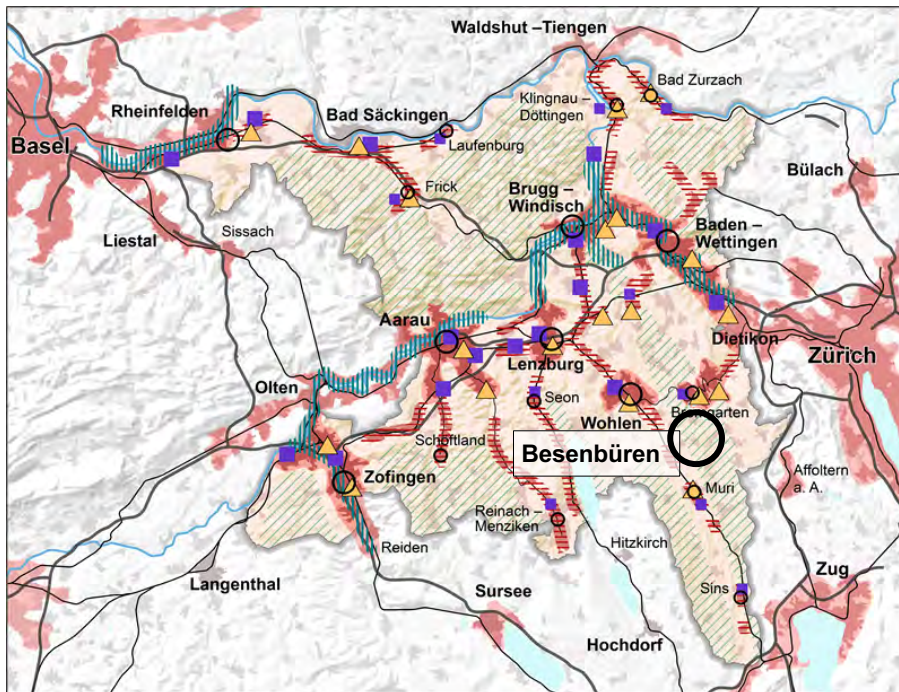 Waldshut –Tiengen
Bad Zurzach
Rheinfelden
Klingnau –
Döttingen
Bad Säckingen
Basel
Laufenburg
Bülach
Frick
Brugg –
Windisch
Baden –
Wettingen
Liestal
Sissach
Aarau
Dietikon
Zürich
Lenzburg
Olten
Seon
Bremgarten
Wohlen
Schöftland
Besenbüren
Zofingen
Affoltern
a. A.
Muri
Reinach –
Menziken
Hitzkirch
Reiden
Langenthal
Zug
Sursee
Sins
Hochdorf